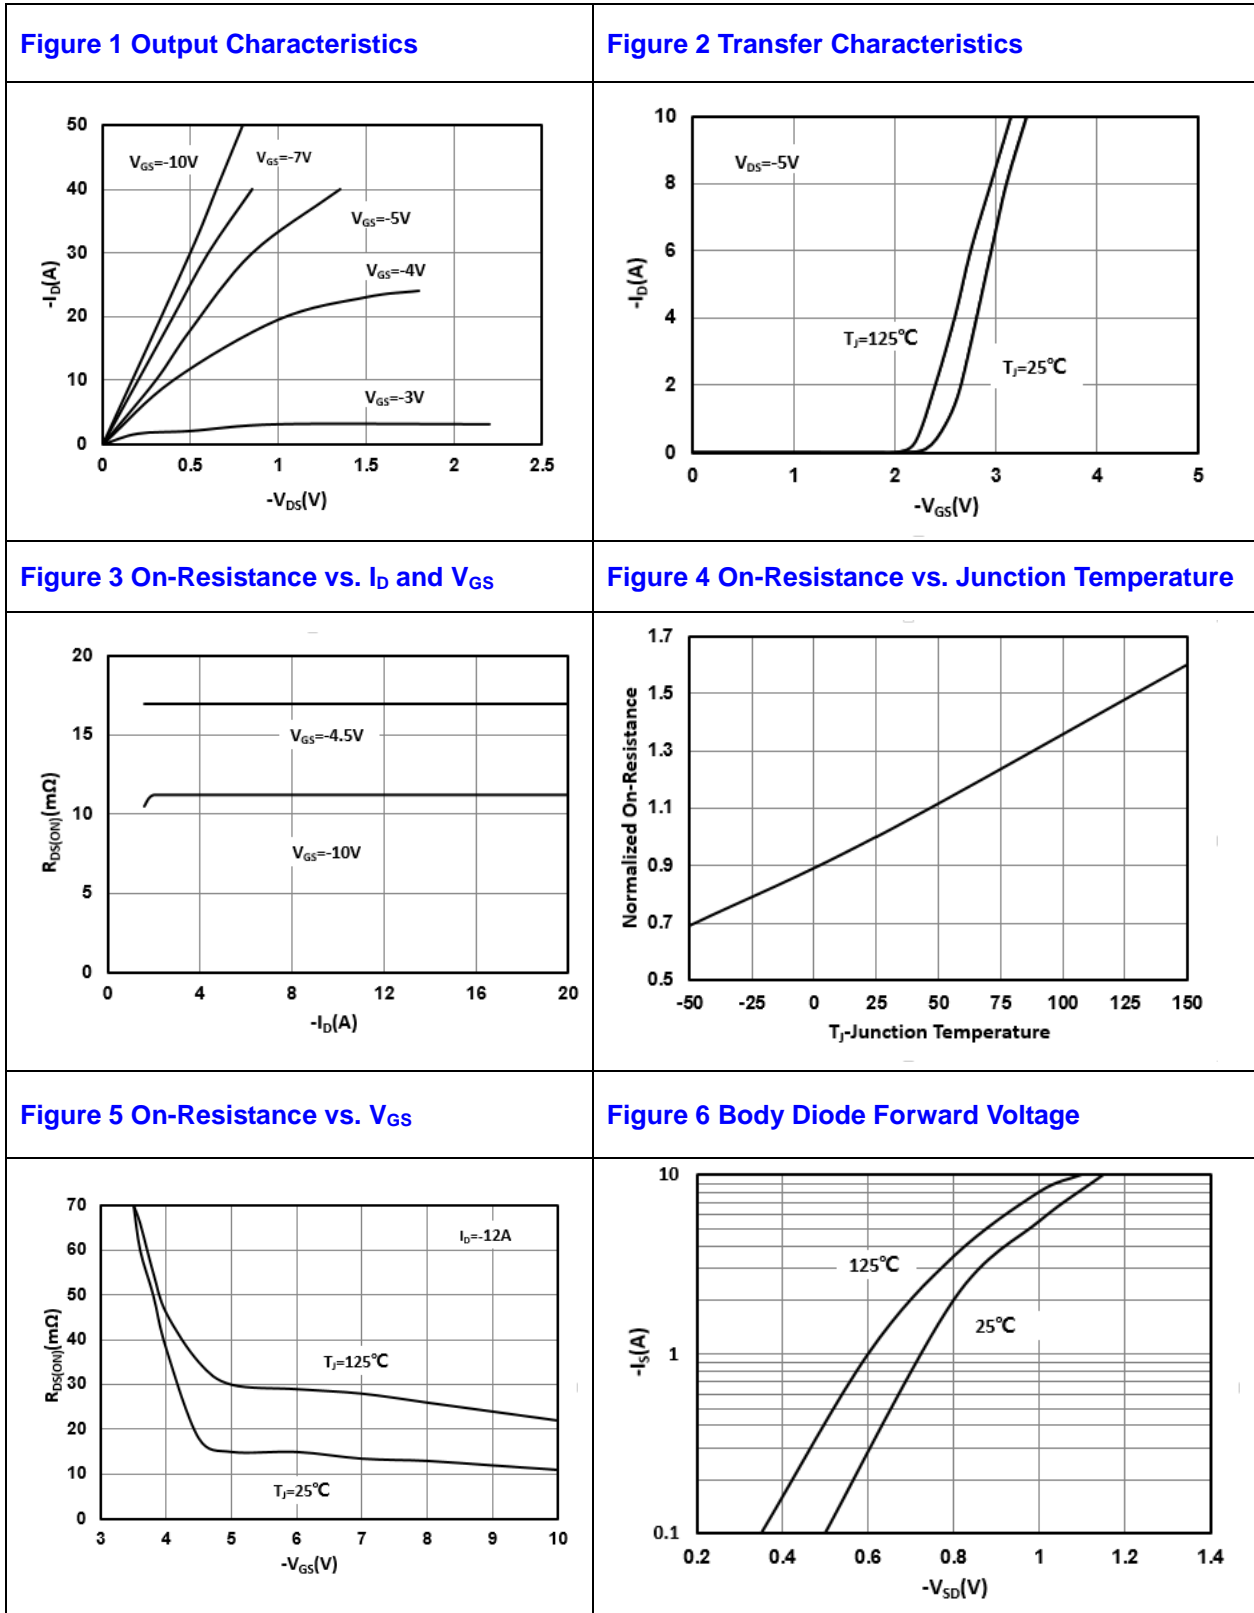 Figure 1 Output Characteristics
Figure 2 Transfer Characteristics
50
40
30
20
10
0
-ID(A)
VGS=-10V
VGS=-7V
VGS=-5V
VGS=-4V
VGS=-3V
0 0.5 1 1.5 2 2.5
-VDS(V)
10
8
6
4
2
0
-ID(A)
VDS=-5V
TJ=125℃
TJ=25℃
0 1 2 3 4 5
-VGS(V)
Figure 3 On-Resistance vs. ID and VGS
Figure 4 On-Resistance vs. Junction Temperature
20
15
10
5
0
RDS(ON)(mΩ)
VGS=-4.5V
VGS=-10V
0 4 8 12 16 20
-ID(A)
1.7
1.5
1.3
1.1
0.9
0.7
0.5
Normalized On-Resistance
-50 -25 0 25 50 75 100 125 150
TJ-Junction Temperature
Figure 5 On-Resistance vs. VGS
Figure 6 Body Diode Forward Voltage
70
60
50
40
30
20
10
0
RDS(ON)(mΩ)
ID=-12A
TJ=125℃
TJ=25℃
3 4 5 6 7 8 9 10
-VGS(V)
10
1
0.1
-IS(A)
125℃
25℃
0.2 0.4 0.6 0.8 1 1.2 1.4
-VSD(V)